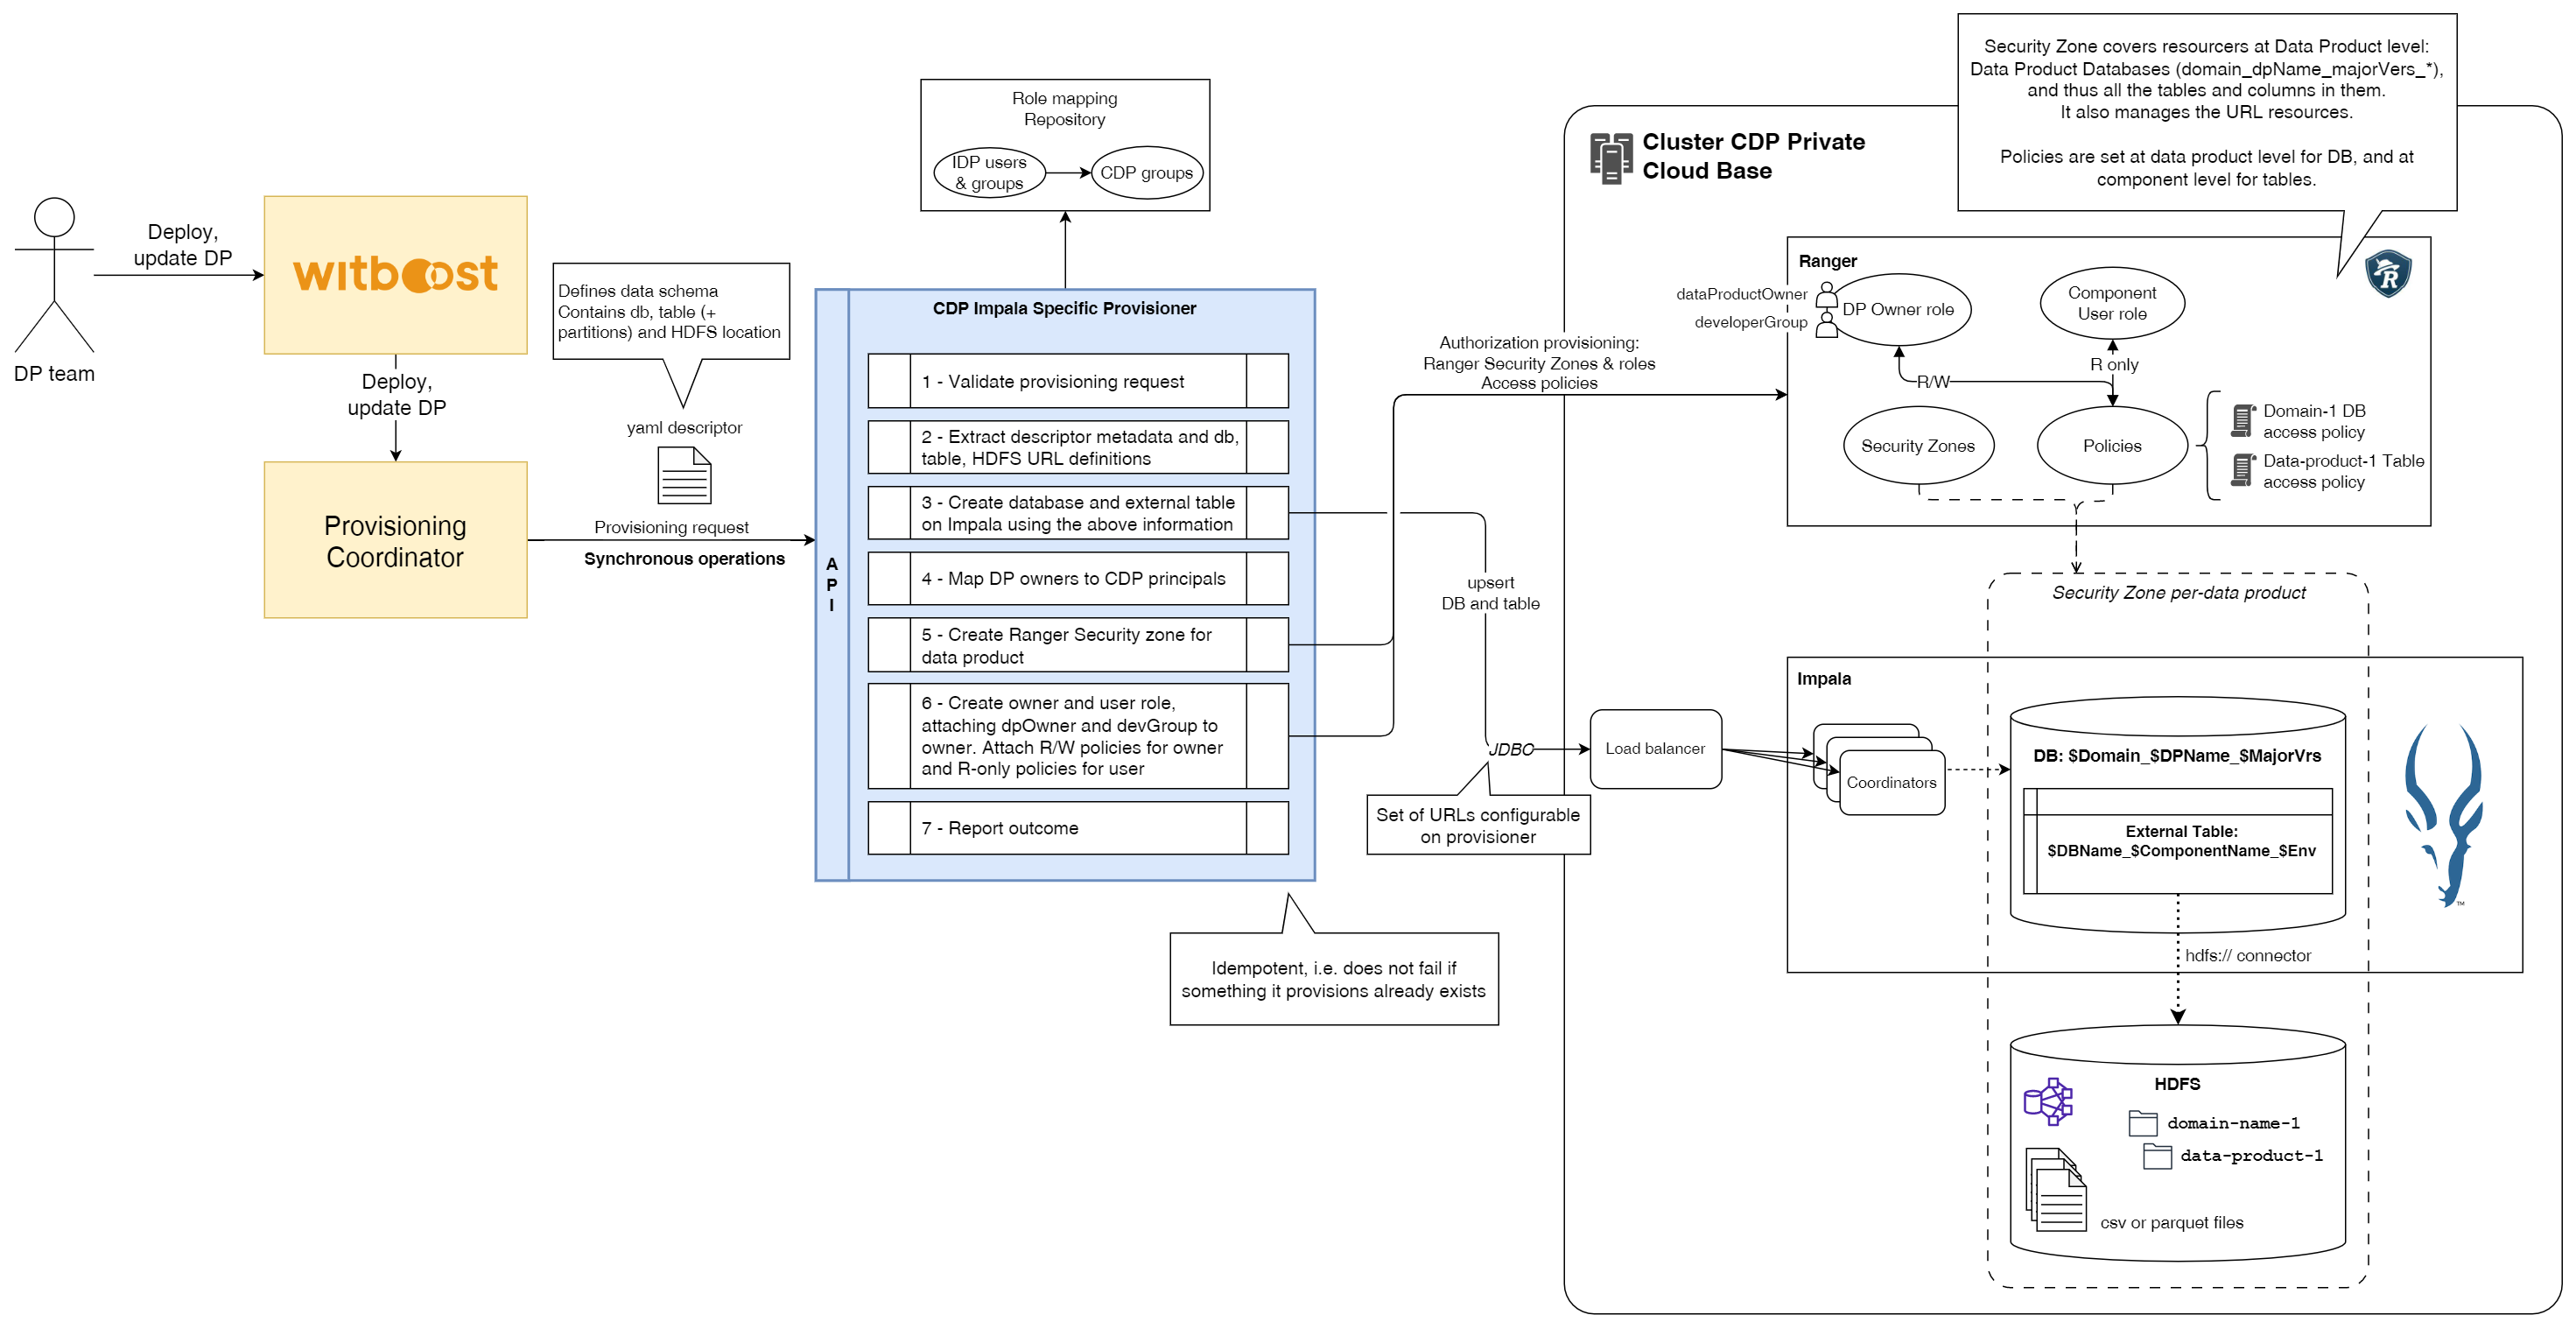 Security Zone covers resourcers at Data Product level:
Data Product Databases (domain_dpName_majorVers_*),
and thus all the tables and columns in them.
It also manages the URL resources.
Policies are set at data product level for DB, and at
component level for tables.
Role mapping
Repository
IDP users
& groups
CDP groups
Cluster CDP Private
Cloud Base
DP team
Deploy,
update DP
witboost
Deploy,
update DP
Provisioning
Coordinator
Defines data schema
Contains db, table (+
partitions) and HDFS location
yaml descriptor
Provisioning request
Synchronous operations
API
CDP Impala Specific Provisioner
1 - Validate provisioning request
2 - Extract descriptor metadata and db,
table, HDFS URL definitions
3 - Create database and external table
on Impala using the above information
4 - Map DP owners to CDP principals
5 - Create Ranger Security zone for
data product
6 - Create owner and user role,
attaching dpOwner and devGroup to
owner. Attach R/W policies for owner
and R-only policies for user
7 - Report outcome
Idempotent, i.e. does not fail if
something it provisions already exists
Authorization provisioning:
Ranger Security Zones & roles
Access policies
upsert
DB and table
JDBC
Set of URLs configurable
on provisioner
Ranger
R
dataProductOwner
developerGroup
DP Owner role
Component
User role
R/W
R only
Security Zones
Policies
Domain-1 DB
access policy
Data-product-1 Table
access policy
Security Zone per-data product
Impala
Load balancer
Coordinators
DB: $Domain_$DPName_$MajorVrs
External Table:
$DBName_$ComponentName_$Env
TM
hdfs:// connector
HDFS
domain-name-1
data-product-1
csv or parquet files